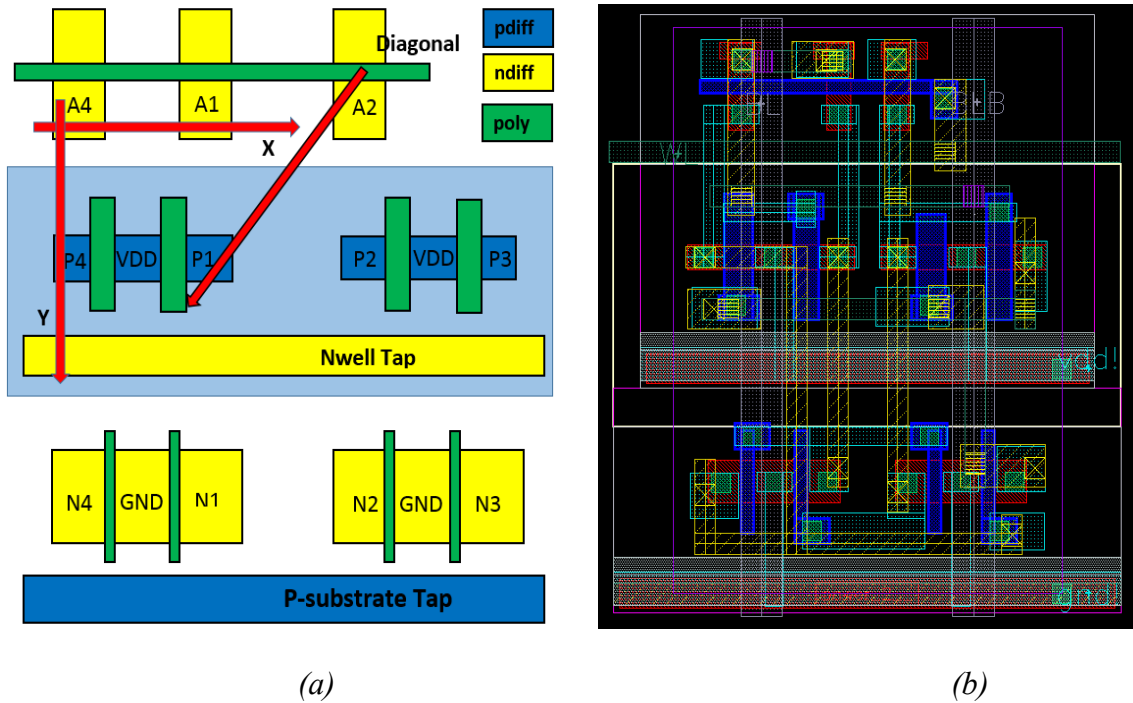 Diagonal
pdiff
ndiff
poly
A4
A1
A2
X
P4
VDD
P1
P2
VDD
P3
Y
Nwell Tap
N4
GND
N1
N2
GND
N3
P-substrate Tap
WL
vdd!
gnd!
(a)
(b)